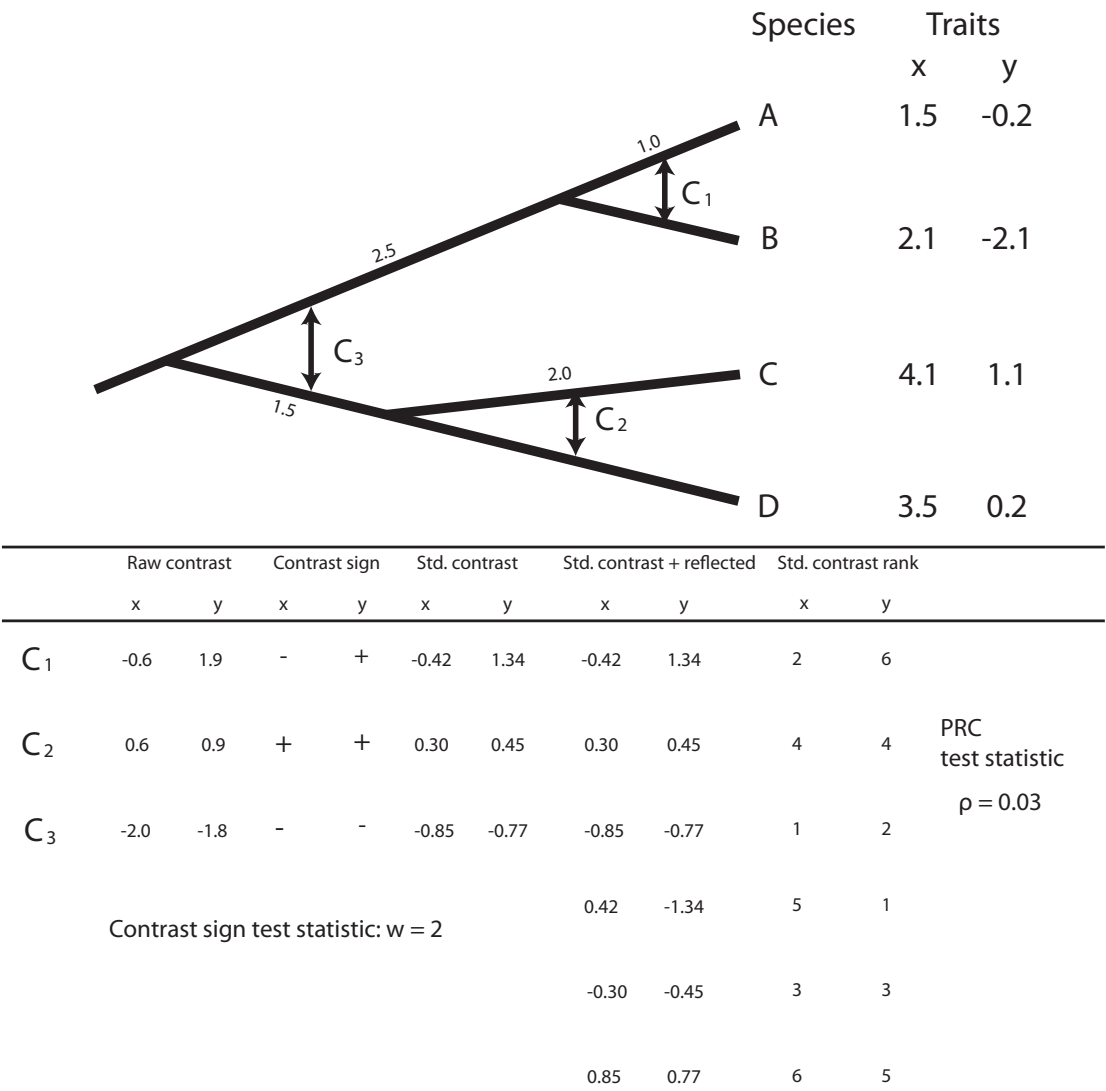 Species Traits
x y
A 1.5 -0.2
1.0
C1
B 2.1 -2.1
2.5
C3
2.0
C 4.1 1.1
1.5
C2
D 3.5 0.2
Raw contrast Contrast sign Std. contrast Std. contrast + reflected Std. contrast rank
x y x y x y x y x y
C1 -0.6 1.9 - + -0.42 1.34 -0.42 1.34 2 6
C2 0.6 0.9 + + 0.30 0.45 0.30 0.45 4 4
PRC
test statistic
ρ = 0.03
C3 -2.0 -1.8 - - -0.85 -0.77 -0.85 -0.77 1 2
0.42 -1.34 5 1
Contrast sign test statistic: w = 2
-0.30 -0.45 3 3
0.85 0.77 6 5